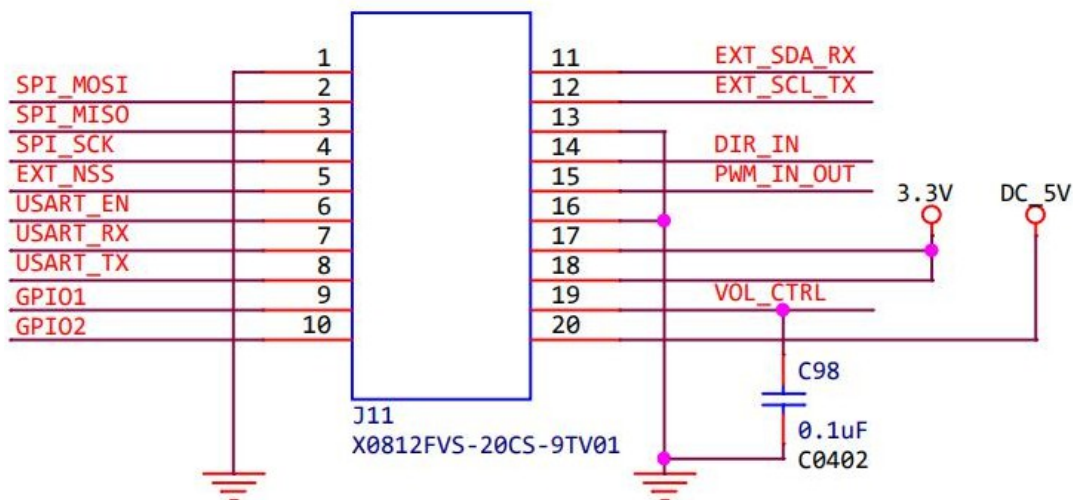 1
SPI_MOSI 2
SPI_MISO 3
SPI_SCK 4
EXT_NSS 5
USART_EN 6
USART_RX 7
USART_TX 8
GPIO1 9
GPIO2 10
11 EXT_SDA_RX
12 EXT_SCL_TX
13
14 DIR_IN
15 PWM_IN_OUT
16
17
18
19 VOL_CTRL
20
3.3V DC_5V
C98
0.1uF
C0402
J11
X0812FVS-20CS-9TV01